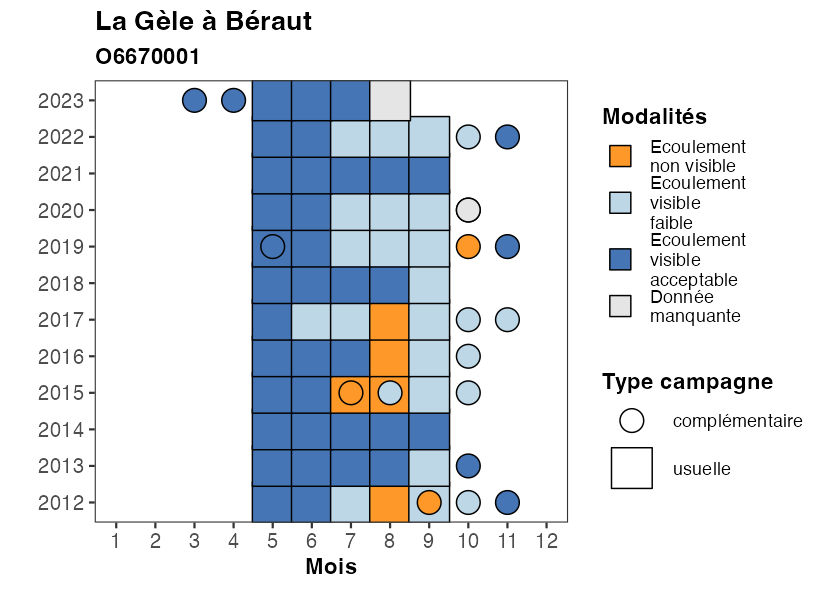 La Gèle à Béraut
O6670001
2023
2022
2021
2020
2019
2018
2017
2016
2015
2014
2013
2012
1 2 3 4 5 6 7 8 9 10 11 12
Mois
Modalités
Ecoulement
non visible
Ecoulement
visible
faible
Ecoulement
visible
acceptable
Donnée
manquante
Type campagne
complémentaire
usuelle